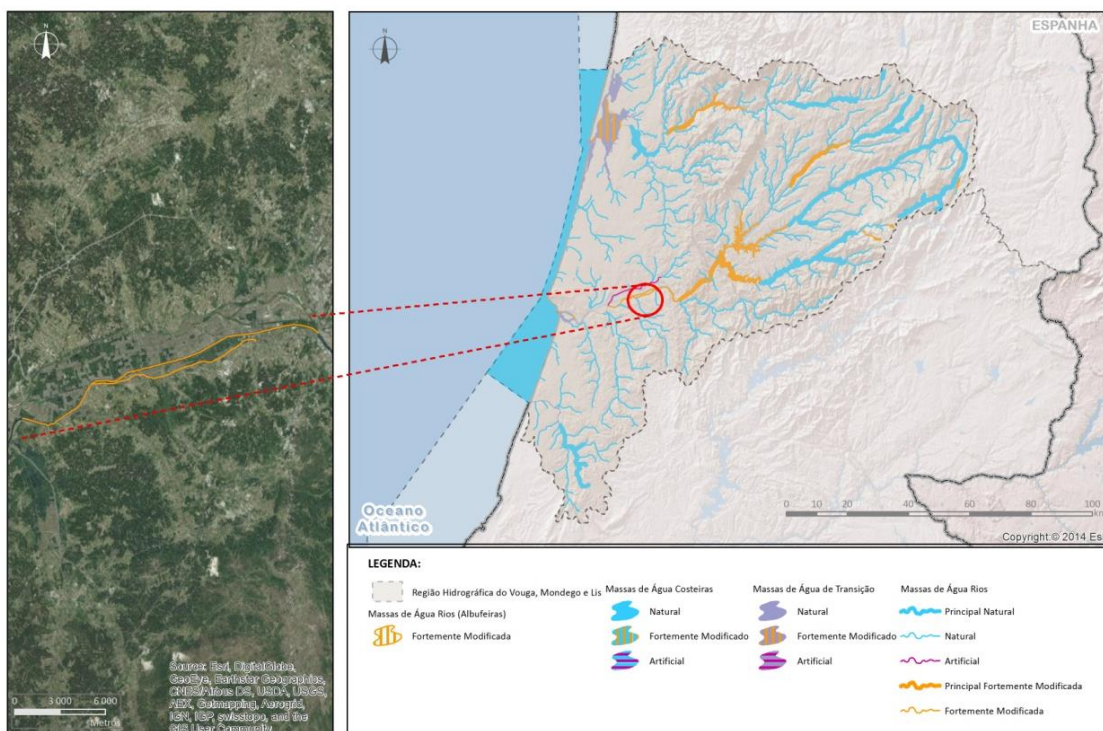 N
0 3 000 6 000
Metros
Source: Esri, DigitalGlobe,
GeoEye, Earthstar Geographics,
CNES/Airbus DS, USDA, USGS,
AEX, Getmapping, Aerogrid,
IGN, IGP, swisstopo, and the
GIS User Community
N
ESPANHA
Oceano
Atlântico
0 10 20 40 60 80 100
km
Copyright:© 2014 Es
LEGENDA:
Região Hidrográfica do Vouga, Mondego e Lis
Massas de Água Rios (Albufeiras)
Fortemente Modificada
Massas de Água Costeiras
Natural
Fortemente Modificado
Artificial
Massas de Água de Transição
Natural
Fortemente Modificado
Artificial
Massas de Água Rios
Principal Natural
Natural
Artificial
Principal Fortemente Modificada
Fortemente Modificada